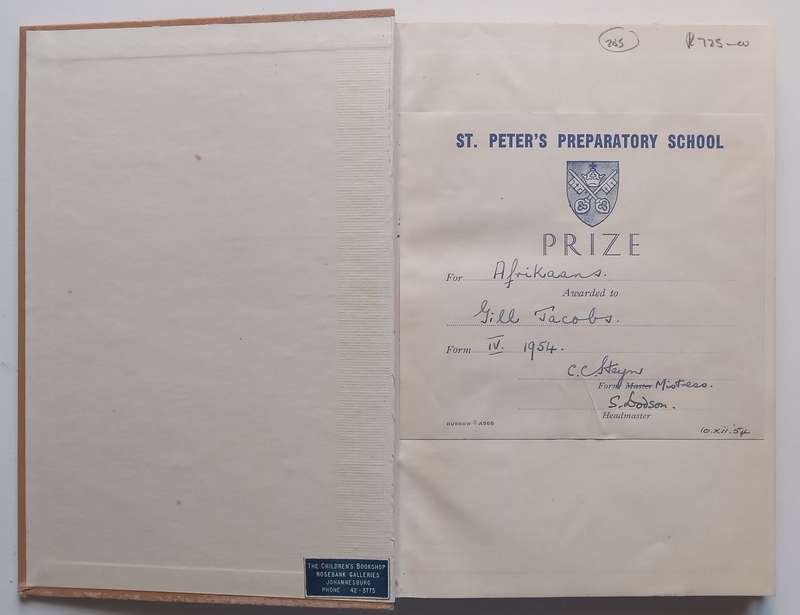 265 R725-00
ST. PETER'S PREPARATORY SCHOOL
PRIZE
For Afrikaans.
Awarded to
Gill Jacobs.
Form IV. 1954.
C. C. Steyn
Form Master Mistress.
S. Dodson.
Headmaster
10.xii.'54
THE CHILDREN'S BOOKSHOP
ROSEBANK GALLERIES
JOHANNESBURG
PHONE 42-3775